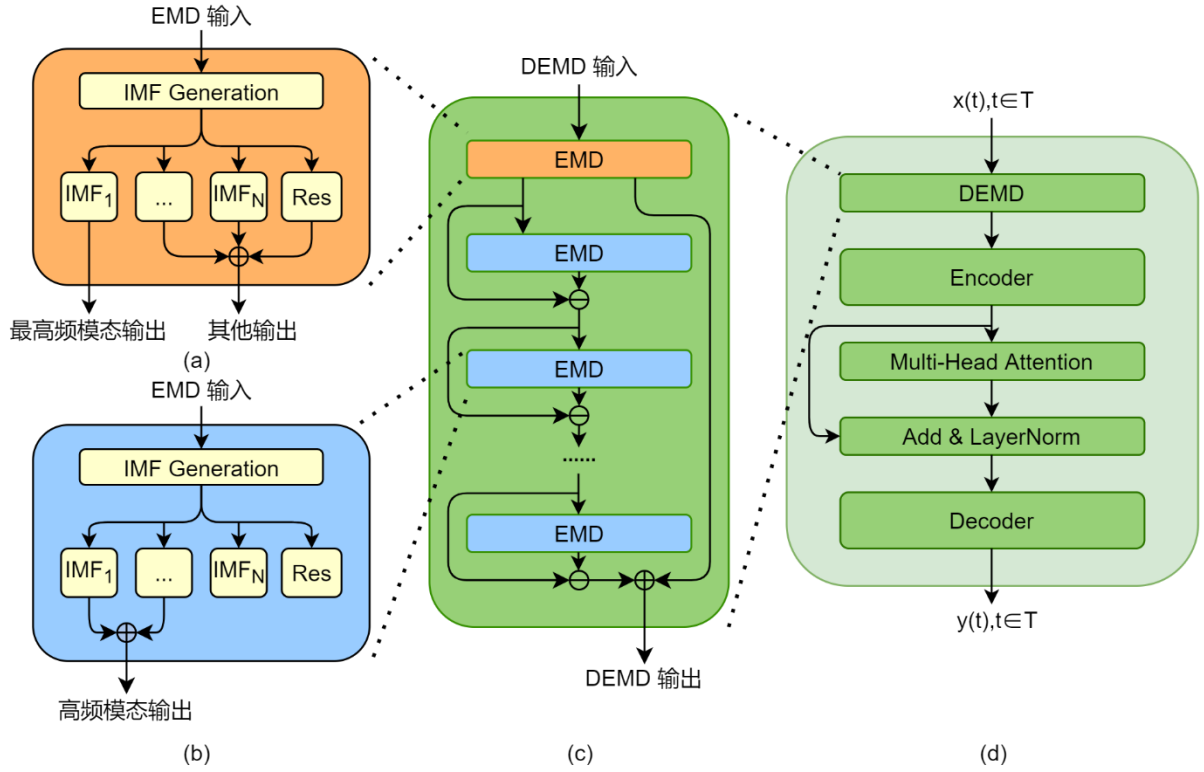 EMD 输入
IMF Generation
IMF1
...
IMFN
Res
最高频模态输出
其他输出
(a)
EMD 输入
IMF Generation
IMF1
...
IMFN
Res
高频模态输出
(b)
DEMD 输入
EMD
EMD
EMD
......
EMD
DEMD 输出
(c)
x(t),t∈T
DEMD
Encoder
Multi-Head Attention
Add & LayerNorm
Decoder
y(t),t∈T
(d)